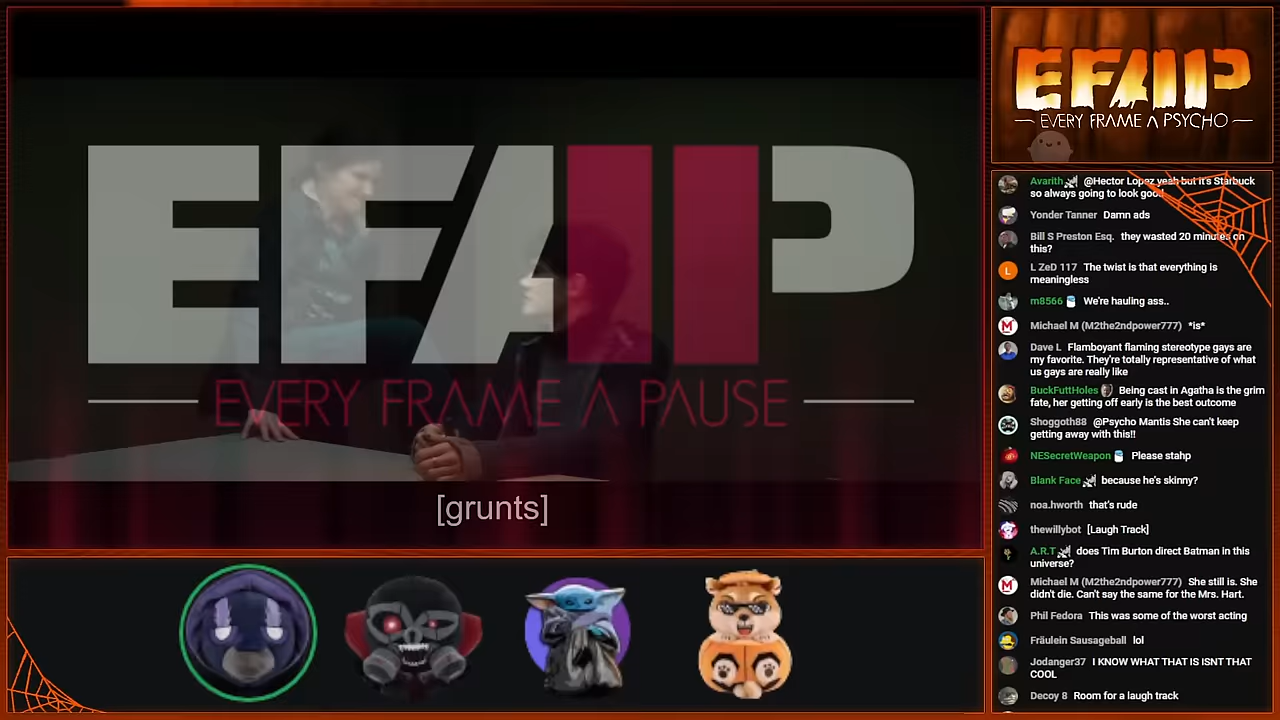 EFAP
EVERY FRAME A PAUSE
[grunts]
EFAP
EVERY FRAME A PSYCHO
Avarith @Hector Lopez yeah but it's Starbuck
so always going to look good
Yonder Tanner Damn ads
Bill S Preston Esq. they wasted 20 minutes on
this?
L
L ZeD 117 The twist is that everything is
meaningless
m8566 We're hauling ass..
Michael M (M2the2ndpower777) *is*
Dave L Flamboyant flaming stereotype gays are
my favorite. They're totally representative of what
us gays are really like
BuckFuttHoles Being cast in Agatha is the grim
fate, her getting off early is the best outcome
Shoggoth88 @Psycho Mantis She can't keep
getting away with this!!
NESecretWeapon Please stahp
Blank Face because he's skinny?
noa.hworth that's rude
thewillybot [Laugh Track]
A.R.T does Tim Burton direct Batman in this
universe?
Michael M (M2the2ndpower777) She still is. She
didn't die. Can't say the same for the Mrs. Hart.
Phil Fedora This was some of the worst acting
Fräulein Sausageball lol
Jodanger37 I KNOW WHAT THAT IS ISNT THAT
COOL
Decoy 8 Room for a laugh track